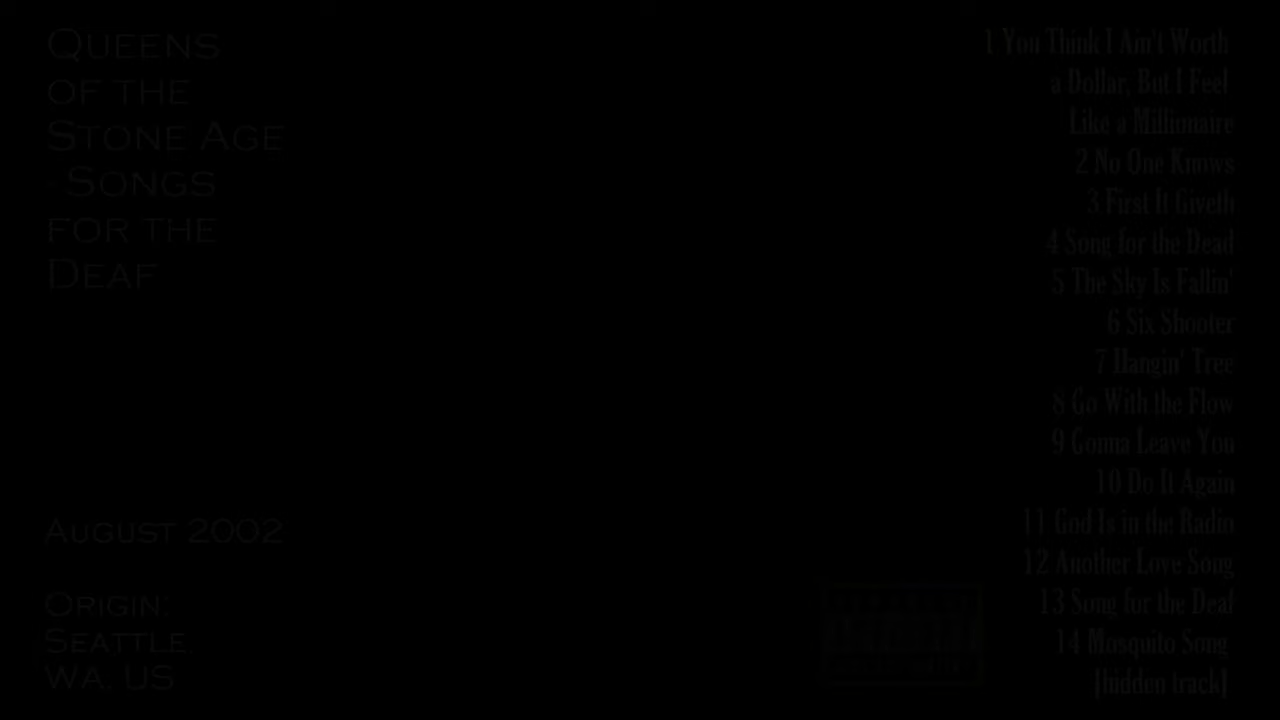 QUEENS
OF THE
STONE AGE
- SONGS
FOR THE
DEAF
AUGUST 2002
ORIGIN:
SEATTLE,
WA, US
1 You Think I Ain't Worth
a Dollar, But I Feel
Like a Millionaire
2 No One Knows
3 First It Giveth
4 Song for the Dead
5 The Sky Is Fallin'
6 Six Shooter
7 Hangin' Tree
8 Go With the Flow
9 Gonna Leave You
10 Do It Again
11 God Is in the Radio
12 Another Love Song
13 Song for the Deaf
14 Mosquito Song
[hidden track]